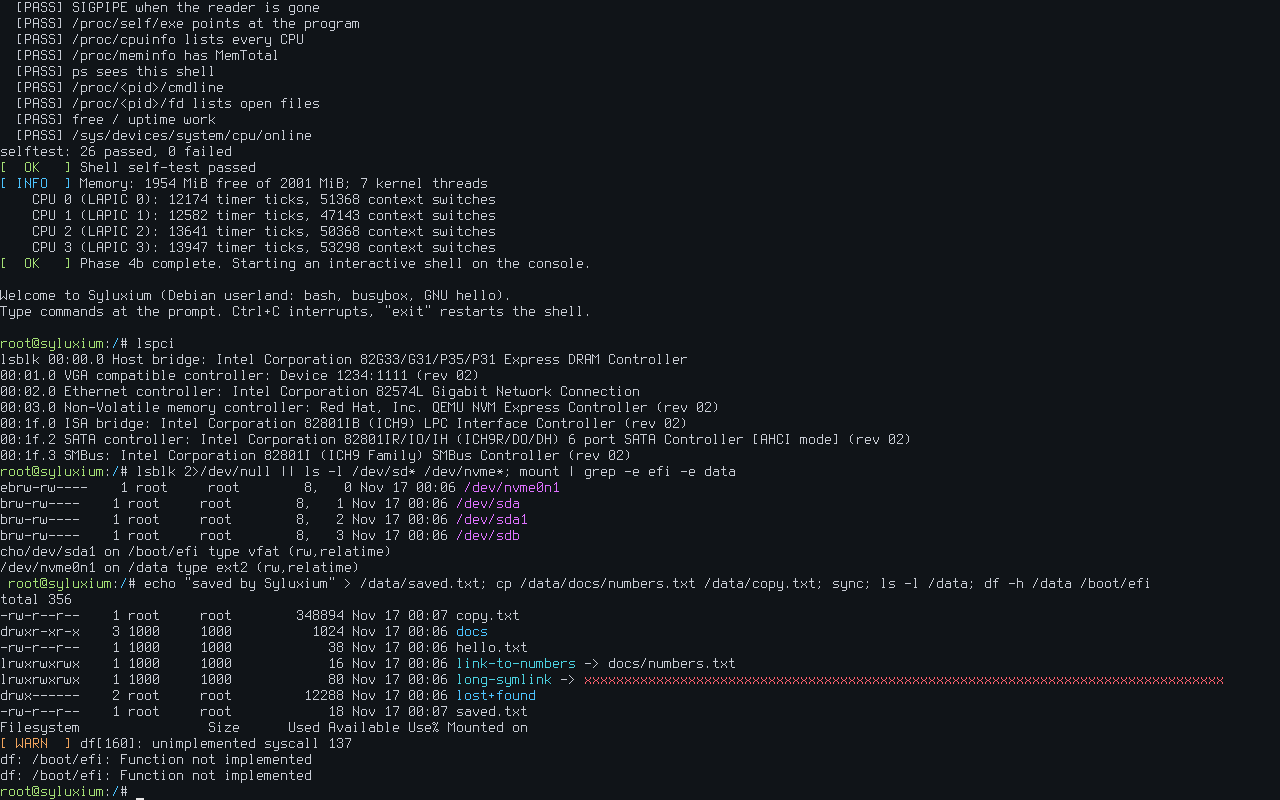 [PASS] SIGPIPE when the reader is gone
  [PASS] /proc/self/exe points at the program
  [PASS] /proc/cpuinfo lists every CPU
  [PASS] /proc/meminfo has MemTotal
  [PASS] ps sees this shell
  [PASS] /proc/<pid>/cmdline
  [PASS] /proc/<pid>/fd lists open files
  [PASS] free / uptime work
  [PASS] /sys/devices/system/cpu/online
selftest: 26 passed, 0 failed
[  OK   ] Shell self-test passed
[ INFO  ] Memory: 1954 MiB free of 2001 MiB; 7 kernel threads
    CPU 0 (LAPIC 0): 12174 timer ticks, 51368 context switches
    CPU 1 (LAPIC 1): 12582 timer ticks, 47143 context switches
    CPU 2 (LAPIC 2): 13641 timer ticks, 50368 context switches
    CPU 3 (LAPIC 3): 13947 timer ticks, 53298 context switches
[  OK   ] Phase 4b complete. Starting an interactive shell on the console.

Welcome to Syluxium (Debian userland: bash, busybox, GNU hello).
Type commands at the prompt. Ctrl+C interrupts, "exit" restarts the shell.

root@syluxium:/# lspci
lsblk 00:00.0 Host bridge: Intel Corporation 82G33/G31/P35/P31 Express DRAM Controller
00:01.0 VGA compatible controller: Device 1234:1111 (rev 02)
00:02.0 Ethernet controller: Intel Corporation 82574L Gigabit Network Connection
00:03.0 Non-Volatile memory controller: Red Hat, Inc. QEMU NVM Express Controller (rev 02)
00:1f.0 ISA bridge: Intel Corporation 82801IB (ICH9) LPC Interface Controller (rev 02)
00:1f.2 SATA controller: Intel Corporation 82801IR/IO/IH (ICH9R/DO/DH) 6 port SATA Controller [AHCI mode] (rev 02)
00:1f.3 SMBus: Intel Corporation 82801I (ICH9 Family) SMBus Controller (rev 02)
root@syluxium:/# lsblk 2>/dev/null || ls -l /dev/sd* /dev/nvme*; mount | grep -e efi -e data
ebrw-rw----    1 root     root        8,   0 Nov 17 00:06 /dev/nvme0n1
brw-rw----    1 root     root        8,   1 Nov 17 00:06 /dev/sda
brw-rw----    1 root     root        8,   2 Nov 17 00:06 /dev/sda1
brw-rw----    1 root     root        8,   3 Nov 17 00:06 /dev/sdb
cho/dev/sda1 on /boot/efi type vfat (rw,relatime)
/dev/nvme0n1 on /data type ext2 (rw,relatime)
 root@syluxium:/# echo "saved by Syluxium" > /data/saved.txt; cp /data/docs/numbers.txt /data/copy.txt; sync; ls -l /data; df -h /data /boot/efi
total 356
-rw-r--r--    1 root     root        348894 Nov 17 00:07 copy.txt
drwxr-xr-x    3 1000     1000          1024 Nov 17 00:06 docs
-rw-r--r--    1 1000     1000            38 Nov 17 00:06 hello.txt
lrwxrwxrwx    1 1000     1000            16 Nov 17 00:06 link-to-numbers -> docs/numbers.txt
lrwxrwxrwx    1 1000     1000            80 Nov 17 00:06 long-symlink -> xxxxxxxxxxxxxxxxxxxxxxxxxxxxxxxxxxxxxxxxxxxxxxxxxxxxxxxxxxxxxxxxxxxxxxxxxxxxxxxx
drwx------    2 root     root         12288 Nov 17 00:06 lost+found
-rw-r--r--    1 root     root            18 Nov 17 00:07 saved.txt
Filesystem                Size      Used Available Use% Mounted on
[ WARN  ] df[160]: unimplemented syscall 137
df: /boot/efi: Function not implemented
df: /boot/efi: Function not implemented
root@syluxium:/#